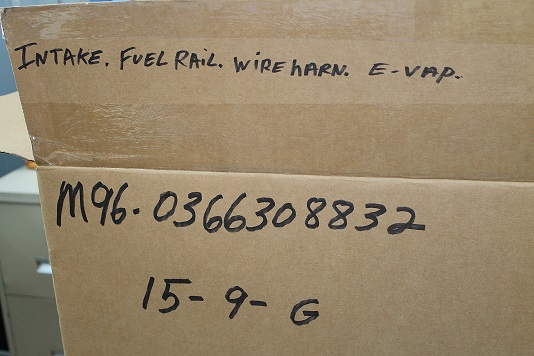 INTAKE. FUEL RAIL. WIRE HARN. E-VAP.
M96.0366308832
15-9-G